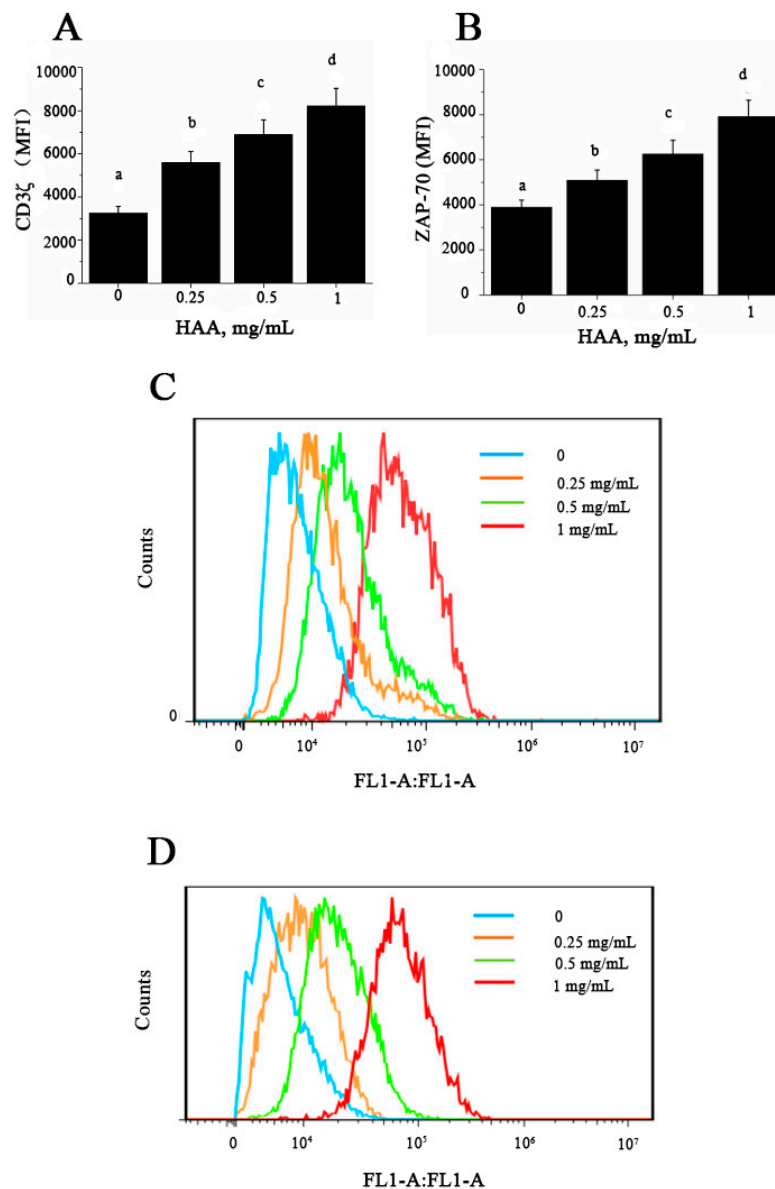 A
B
10000
8000
6000
4000
2000
0
CD3ζ (MFI)
a
b
c
d
0
0.25
0.5
1
HAA, mg/mL
10000
8000
6000
4000
2000
0
ZAP-70 (MFI)
a
b
c
d
0
0.25
0.5
1
HAA, mg/mL
C
Counts
0
0
0.25 mg/mL
0.5 mg/mL
1 mg/mL
0
10⁴
10⁵
10⁶
10⁷
FL1-A:FL1-A
D
Counts
0
0.25 mg/mL
0.5 mg/mL
1 mg/mL
0
10⁴
10⁵
10⁶
10⁷
FL1-A:FL1-A